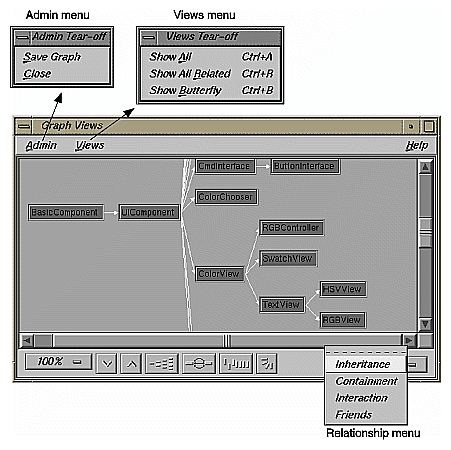 Admin menu
Views menu
Admin Tear-off
Save Graph
Close
Views Tear-off
Show All Ctrl+A
Show All Related Ctrl+R
Show Butterfly Ctrl+B
Graph Views
Admin Views Help
CmdInterface ButtonInterface
ColorChooser
BasicComponent UIComponent
RGBController
SwatchView
ColorView
HSVView
TextView
RGBView
100%
Inheritance
Containment
Interaction
Friends
Relationship menu